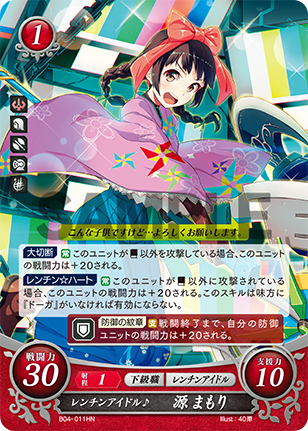 1
こんな子供ですけど…よろしくお願いします。
大切断 常 このユニットが 以外を攻撃している場合、このユニット
の戦闘力は+20される。
レンチン☆ハート 常 このユニットが 以外に攻撃されてい
る場合、このユニットの戦闘力は+20される。このスキルは味方に
『ドーガ』がいなければ有効にならない。
防御の紋章 支 戦闘終了まで、自分の防御
ユニットの戦闘力は+20される。
戦闘力
30
射程 1 下級職 レンチンアイドル
支援力
10
レンチンアイドル♪ 源 まもり
B04-011HN
Illust:40原